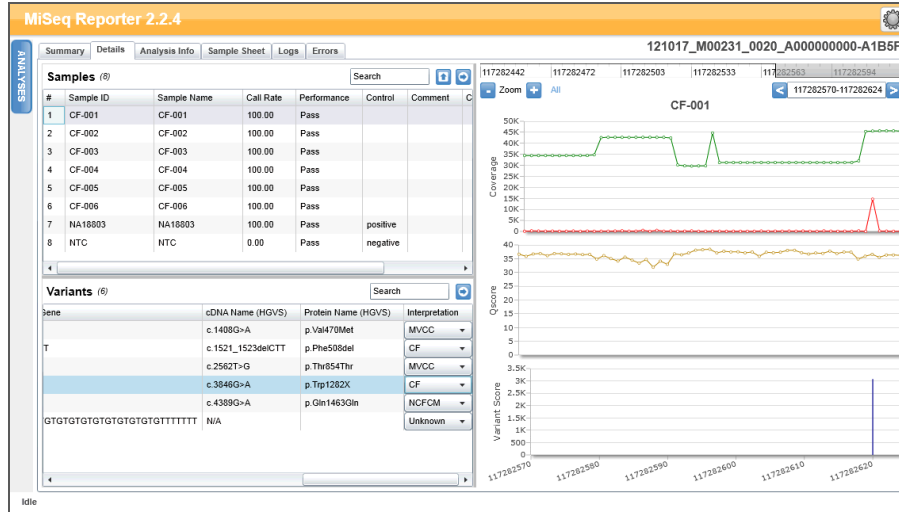 MiSeq Reporter 2.2.4
ANALYSES
Summary Details Analysis Info Sample Sheet Logs Errors
121017_M00231_0020_A000000000-A1B5F
Samples (8)
Search
# Sample ID Sample Name Call Rate Performance Control Comment C
1 CF-001 CF-001 100.00 Pass
2 CF-002 CF-002 100.00 Pass
3 CF-003 CF-003 100.00 Pass
4 CF-004 CF-004 100.00 Pass
5 CF-005 CF-005 100.00 Pass
6 CF-006 CF-006 100.00 Pass
7 NA18803 NA18803 100.00 Pass positive
8 NTC NTC 0.00 Pass negative
Variants (6)
Search
Gene cDNA Name (HGVS) Protein Name (HGVS) Interpretation
c.1408G>A p.Val470Met MVCC
T c.1521_1523delCTT p.Phe508del CF
c.2562T>G p.Thr854Thr MVCC
c.3846G>A p.Trp1282X CF
c.4389G>A p.Gln1463Gln NCFCM
GTGTGTGTGTGTGTGTGTGTTTTTTT N/A Unknown
Idle
117282442 117282472 117282503 117282533 117282563 117282594
- Zoom + All
< 117282570-117282624 >
CF-001
Coverage
50K
45K
40K
35K
30K
25K
20K
15K
10K
5K
0
Qscore
40
35
30
25
20
15
10
5
0
Variant Score
3.5K
3K
2.5K
2K
1.5K
1K
500
0
117282570 117282580 117282590 117282600 117282610 117282620